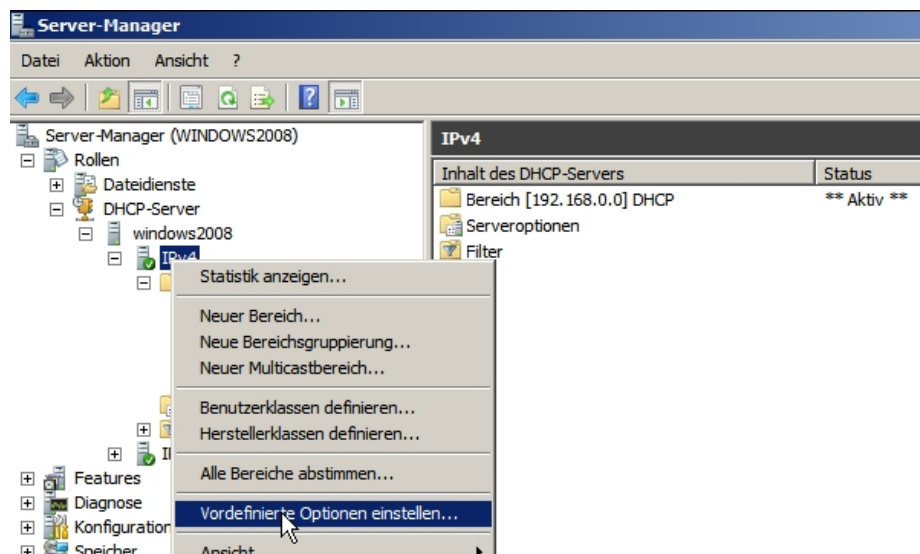 Server-Manager
Datei Aktion Ansicht ?
Server-Manager (WINDOWS2008)
Rollen
Dateidienste
DHCP-Server
windows2008
IPv4
Features
Diagnose
Konfiguration
Speicher
IPv4
Inhalt des DHCP-Servers Status
Bereich [192.168.0.0] DHCP ** Aktiv **
Serveroptionen
Filter
Statistik anzeigen...
Neuer Bereich...
Neue Bereichsgruppierung...
Neuer Multicastbereich...
Benutzerklassen definieren...
Herstellerklassen definieren...
Alle Bereiche abstimmen...
Vordefinierte Optionen einstellen...
Ansicht